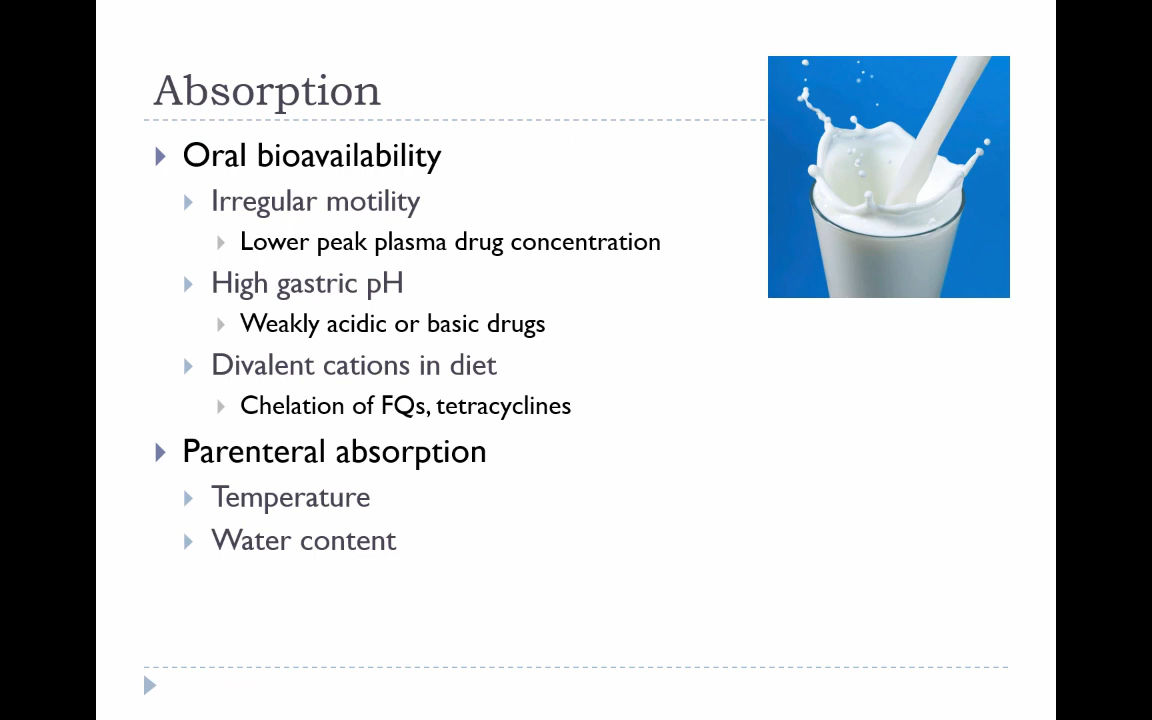 Absorption
Oral bioavailability
Irregular motility
Lower peak plasma drug concentration
High gastric pH
Weakly acidic or basic drugs
Divalent cations in diet
Chelation of FQs, tetracyclines
Parenteral absorption
Temperature
Water content